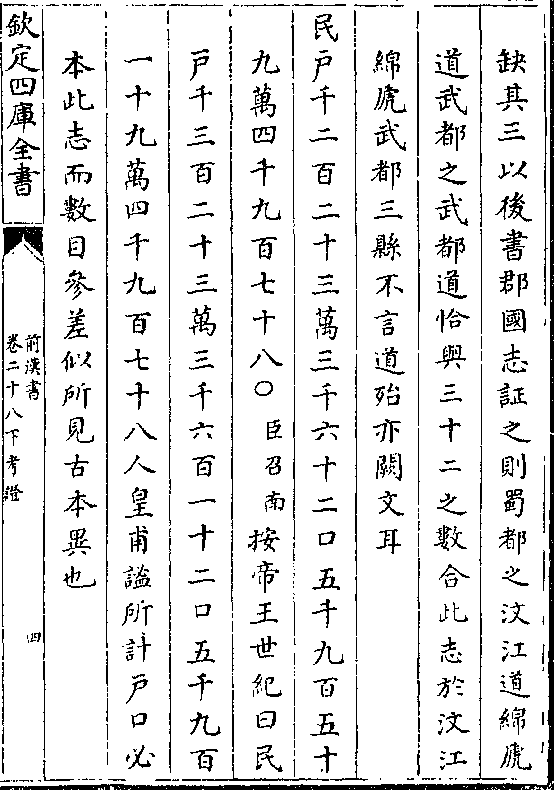 缺其三以後書郡國志証之則蜀都之汶江道綿虒
道武都之武都道恰與三十二之數合此志於汶江
綿虒武都三縣不言道殆亦闕文耳
民戸千二百二十三萬三千六十二口五千九百五十
九萬四千九百七十八〇臣召南按帝王世紀曰民
戸千三百二十三萬三千六百一十二口五千九百
一十九萬四千九百七十八人皇甫謐所計戸口必
本此志而數目參差似所見古本異也
欽定四庫全書
前漢書
卷二十八下考證
四